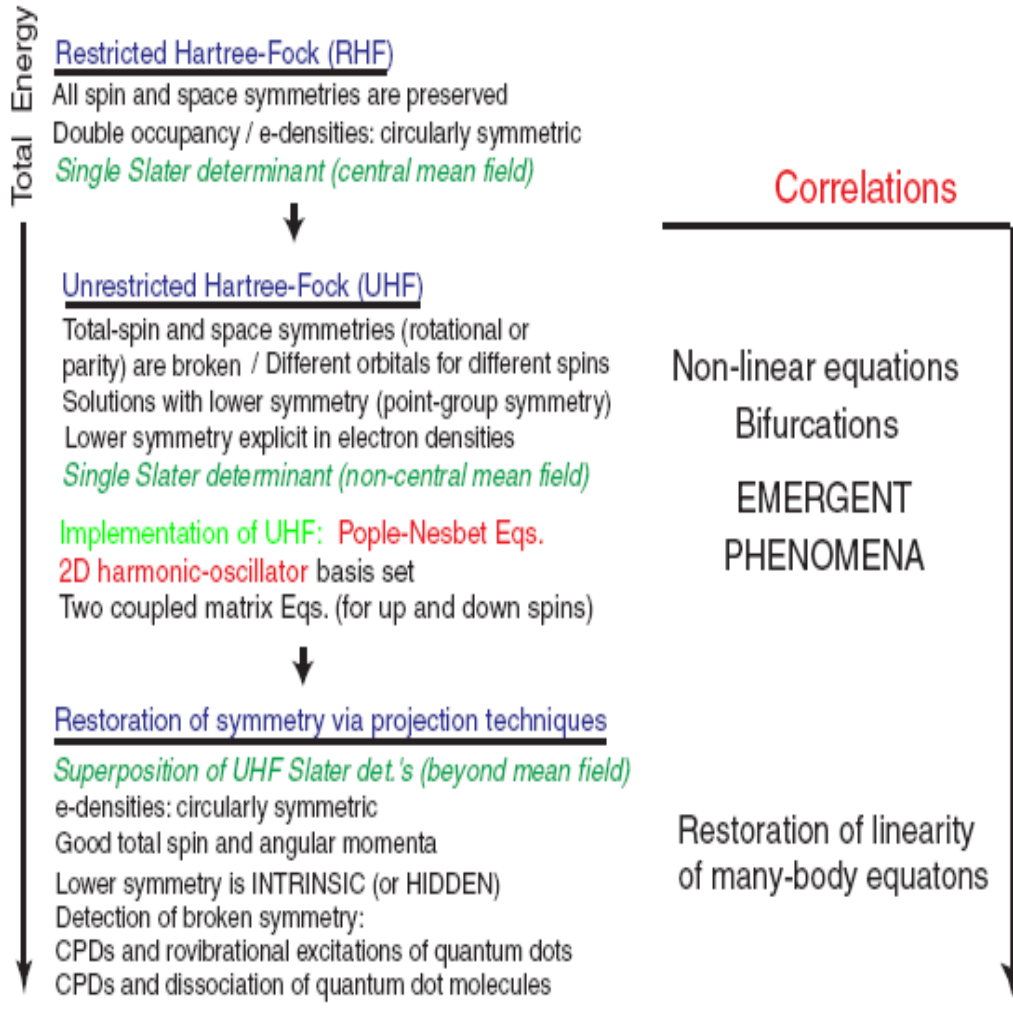 Total Energy
Restricted Hartree-Fock (RHF)
All spin and space symmetries are preserved
Double occupancy / e-densities: circularly symmetric
Single Slater determinant (central mean field)
Unrestricted Hartree-Fock (UHF)
Total-spin and space symmetries (rotational or
parity) are broken / Different orbitals for different spins
Solutions with lower symmetry (point-group symmetry)
Lower symmetry explicit in electron densities
Single Slater determinant (non-central mean field)
Implementation of UHF: Pople-Nesbet Eqs.
2D harmonic-oscillator basis set
Two coupled matrix Eqs. (for up and down spins)
Restoration of symmetry via projection techniques
Superposition of UHF Slater det.'s (beyond mean field)
e-densities: circularly symmetric
Good total spin and angular momenta
Lower symmetry is INTRINSIC (or HIDDEN)
Detection of broken symmetry:
CPDs and rovibrational excitations of quantum dots
CPDs and dissociation of quantum dot molecules
Correlations
Non-linear equations
Bifurcations
EMERGENT
PHENOMENA
Restoration of linearity
of many-body equatons